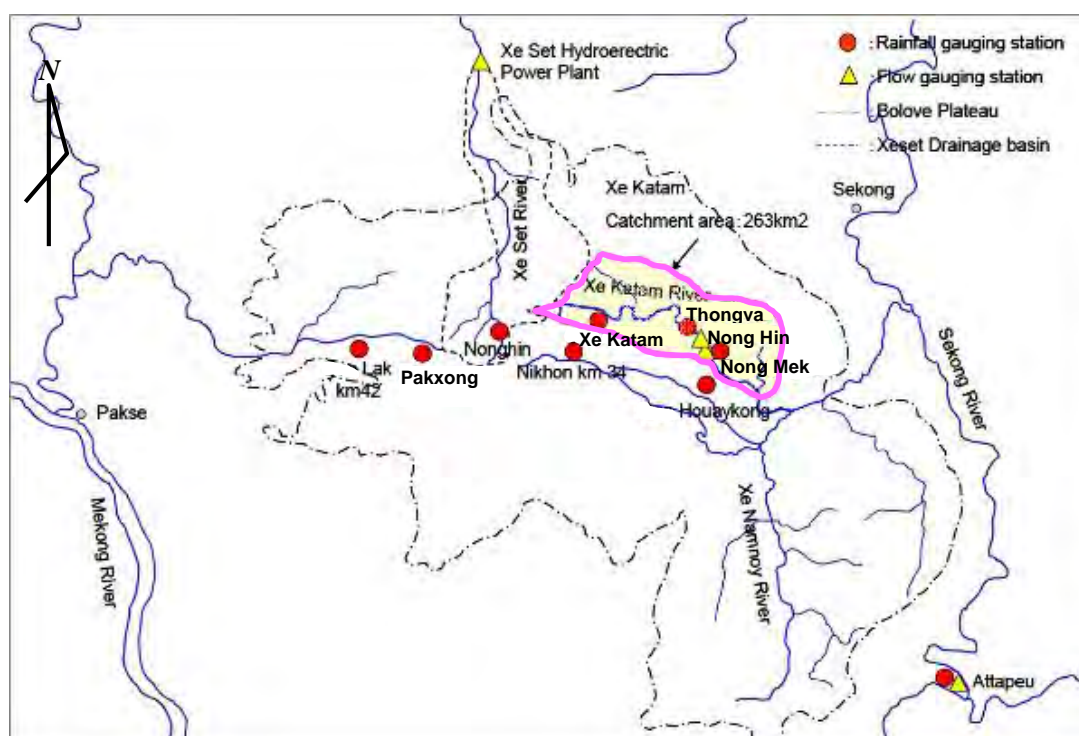 N
Xe Set Hydroerectric
Power Plant
: Rainfall gauging station
: Flow gauging station
: Bolove Plateau
: Xeset Drainage basin
Xe Katam
Catchment area : 263km2
Sekong
Xe Set River
Xe Katam River
Thongva
Nong Hin
Nong Mek
Xe Katam
Nonghin
Nikhon km 34
Lak
km42
Pakxong
Houaykong
Pakse
Mekong River
Sekong River
Xe Namnoy River
Attapeu